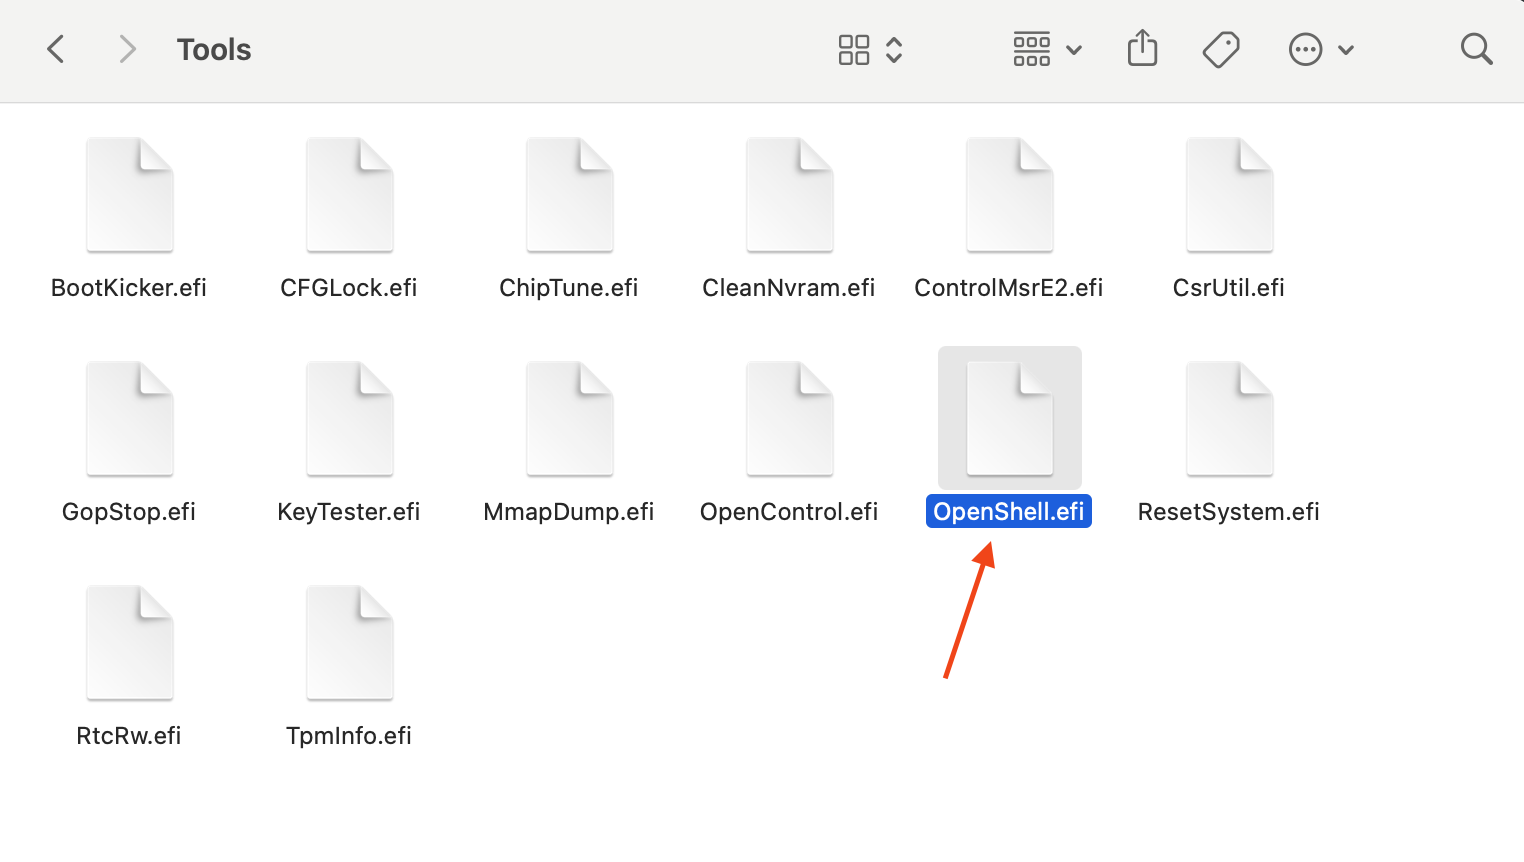 Tools
BootKicker.efi CFGLock.efi ChipTune.efi CleanNvram.efi ControlMsrE2.efi CsrUtil.efi
GopStop.efi KeyTester.efi MmapDump.efi OpenControl.efi OpenShell.efi ResetSystem.efi
RtcRw.efi TpmInfo.efi